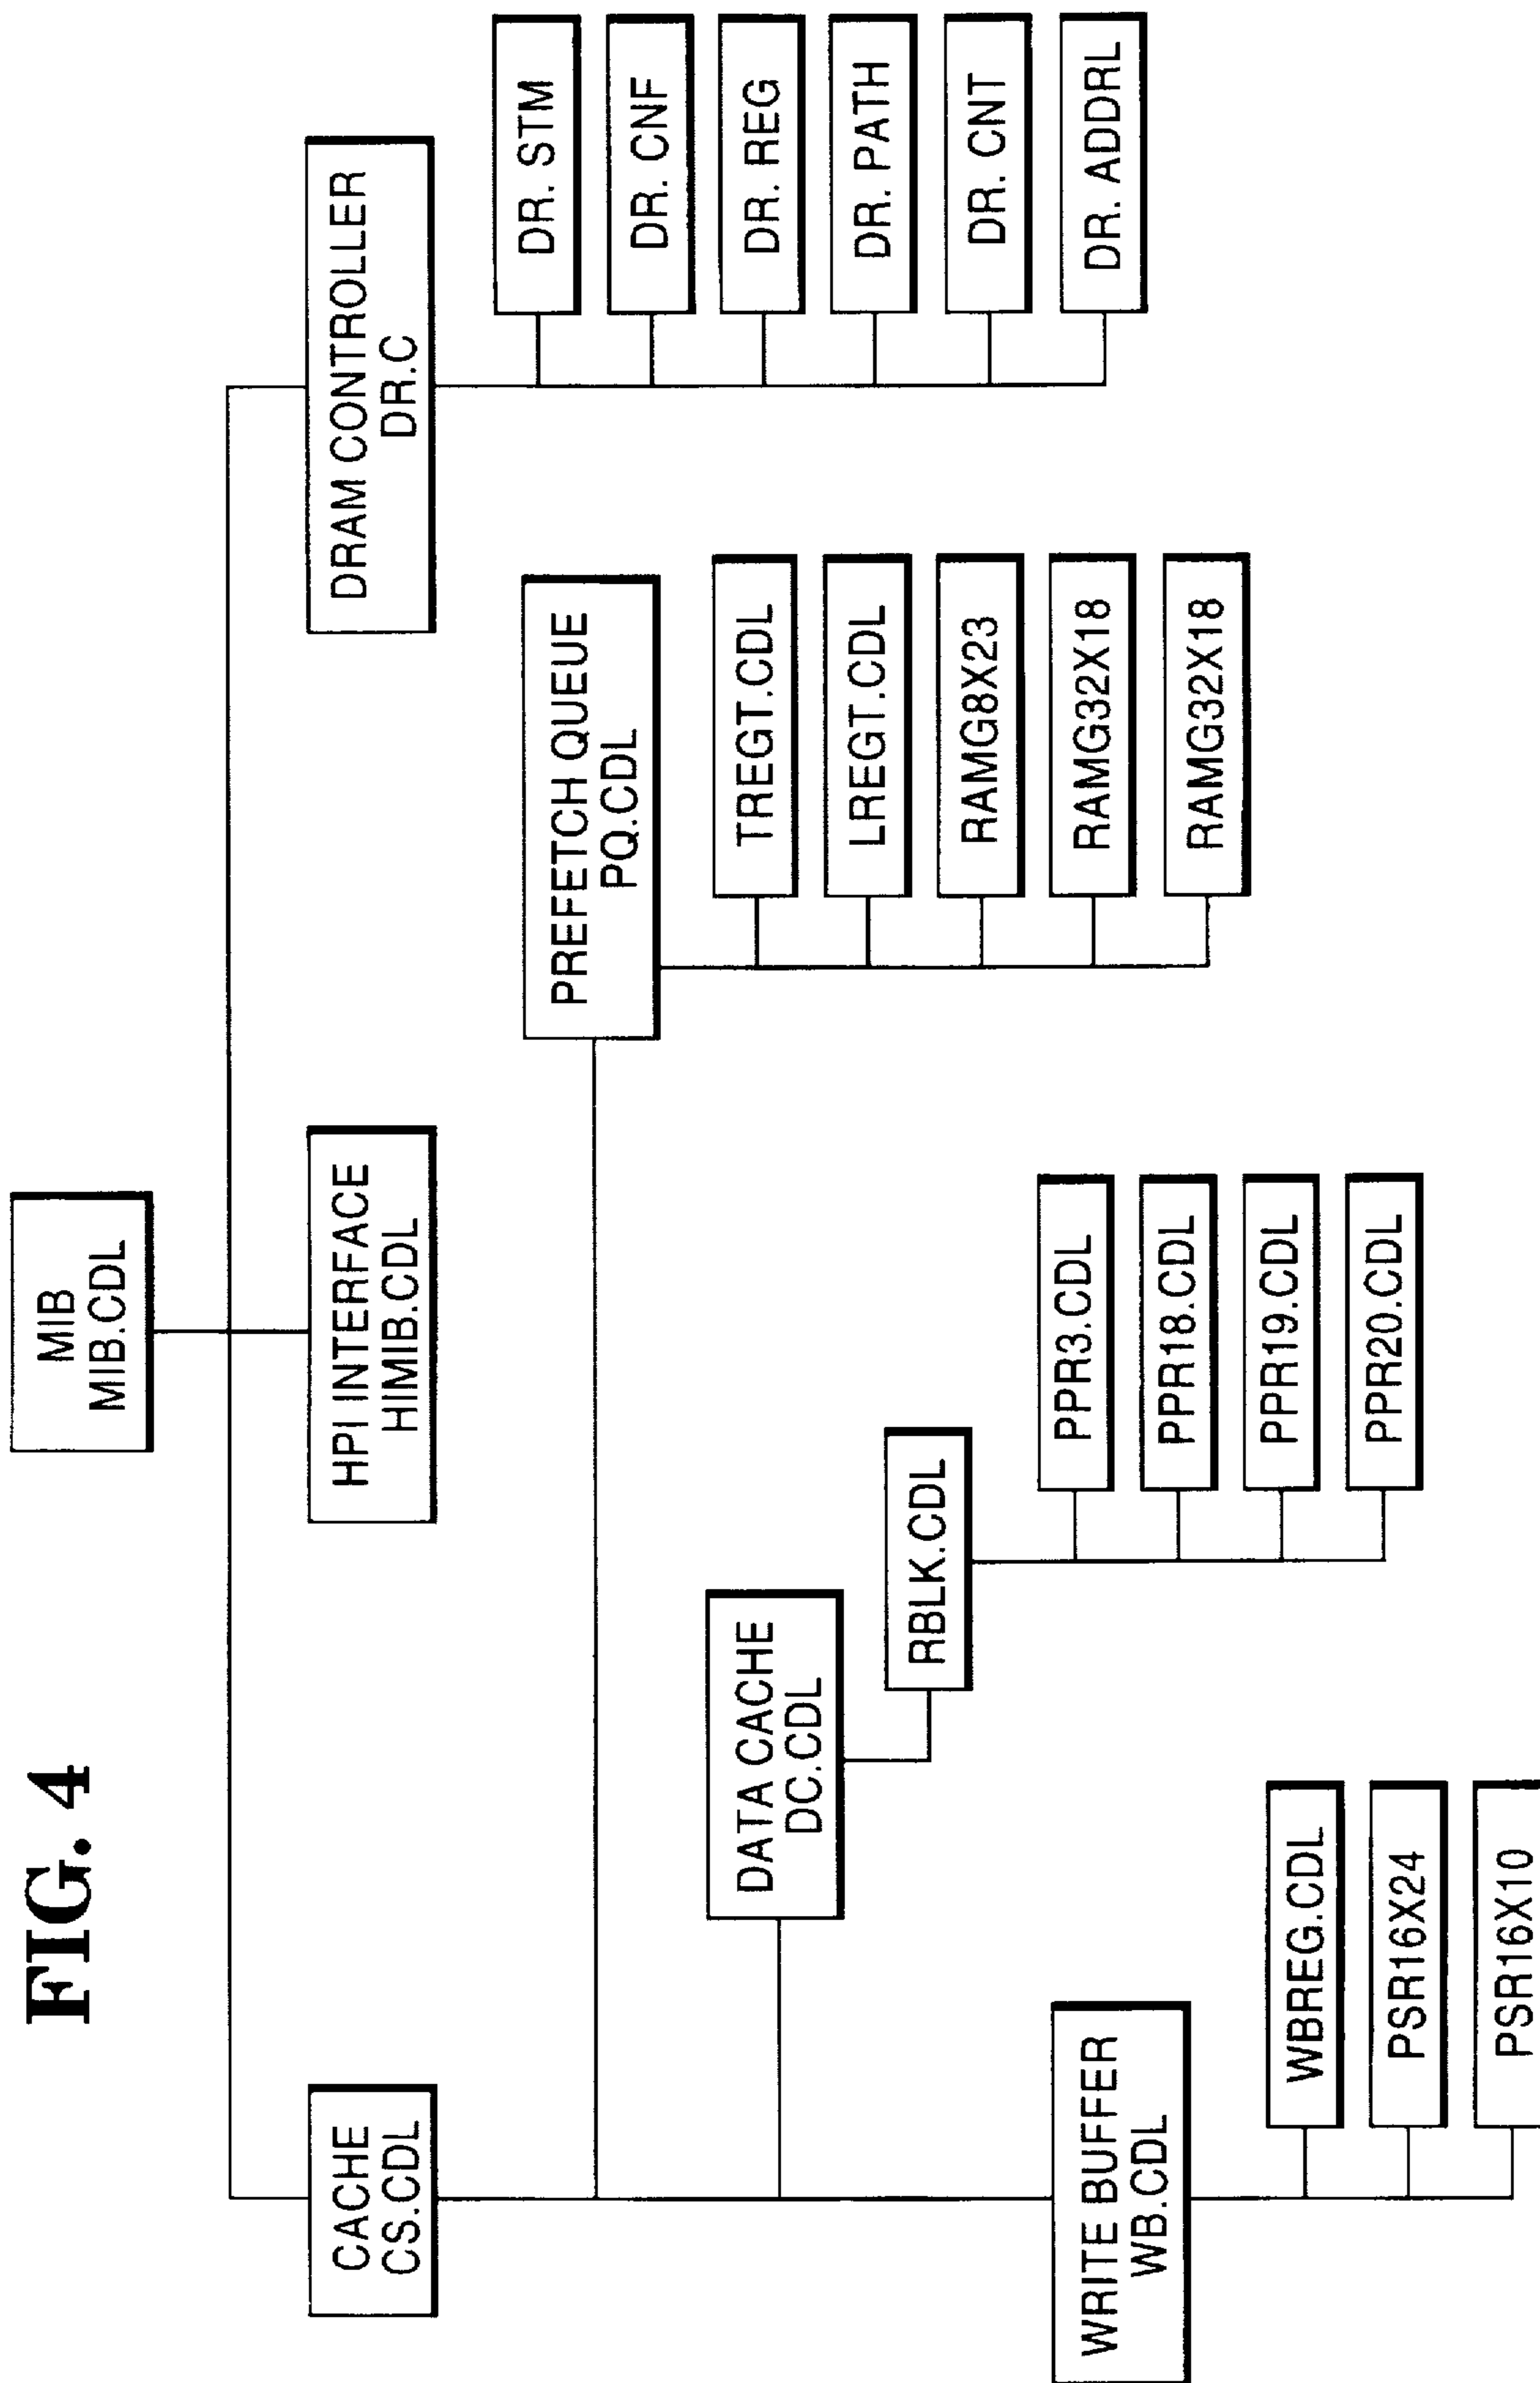 FIG. 4
MIB
MIB.CDL
CACHE
CS.CDL
HPI INTERFACE
HIMIB.CDL
DRAM CONTROLLER
DR.C
DR. STM
DR. CNF
DR. REG
DR. PATH
DR. CNT
DR. ADDRL
PREFETCH QUEUE
PQ.CDL
TREGT.CDL
LREGT.CDL
RAMG8X23
RAMG32X18
RAMG32X18
DATA CACHE
DC.CDL
RBLK.CDL
PPR3.CDL
PPR18.CDL
PPR19.CDL
PPR20.CDL
WRITE BUFFER
WB.CDL
WBREG.CDL
PSR16X24
PSR16X10